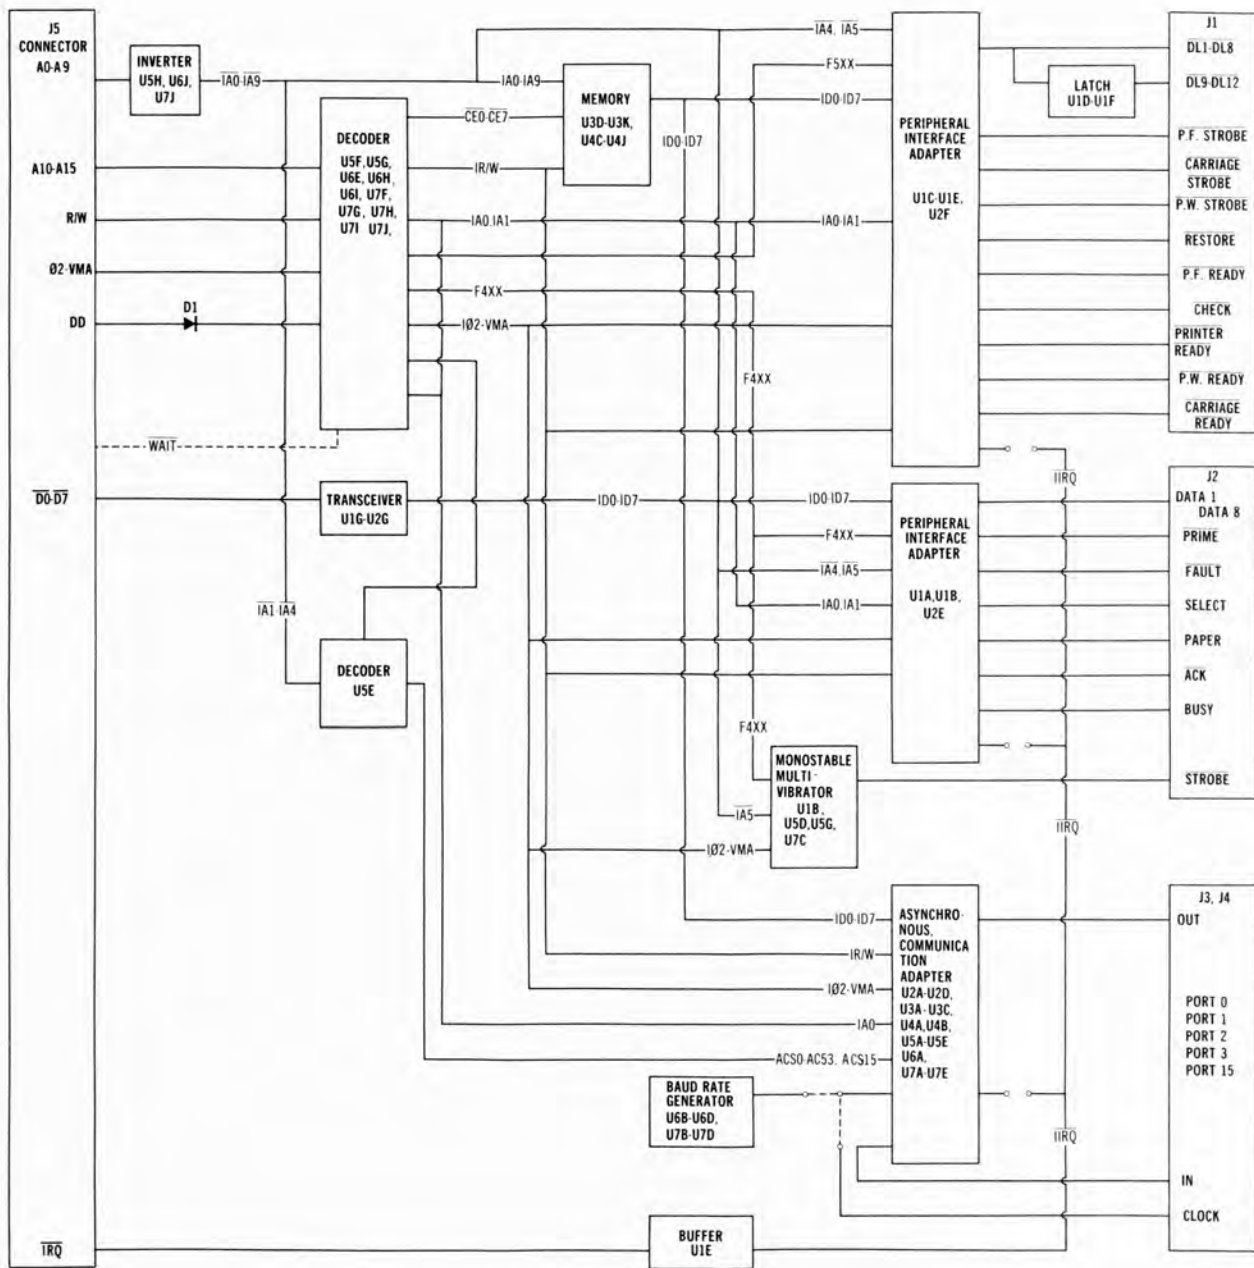 J5
CONNECTOR
A0-A9
A10-A15
R/W
Ø2-VMA
DD
WAIT
D0-D7
IRQ
INVERTER
U5H, U6J,
U7J
IA0-IA9
D1
DECODER
U5F, U5G,
U6E, U6H,
U6I, U7F,
U7G, U7H,
U7I U7J,
CE0-CE7
IR/W
IA0,IA1
F4XX
IØ2-VMA
IA0-IA9
MEMORY
U3D-U3K,
U4C-U4J
ID0-ID7
ID0-ID7
IA4, IA5
F5XX
ID0-ID7
IA0-IA1
PERIPHERAL
INTERFACE
ADAPTER
U1C-U1E,
U2F
LATCH
U1D-U1F
J1
DL1-DL8
DL9-DL12
P.F. STROBE
CARRIAGE
STROBE
P.W. STROBE
RESTORE
P.F. READY
CHECK
PRINTER
READY
P.W. READY
CARRIAGE
READY
F4XX
IIRQ
TRANSCEIVER
U1G-U2G
ID0-ID7
ID0-ID7
F4XX
IA4,IA5
IA0,IA1
PERIPHERAL
INTERFACE
ADAPTER
U1A,U1B,
U2E
J2
DATA 1
DATA 8
PRIME
FAULT
SELECT
PAPER
ACK
BUSY
STROBE
IA1-IA4
DECODER
U5E
F4XX
IA5
IØ2-VMA
MONOSTABLE
MULTI-
VIBRATOR
U1B,
U5D,U5G,
U7C
IIRQ
ID0-ID7
IR/W
IØ2-VMA
IA0
ACS0-AC53, ACS15
ASYNCHRO-
NOUS,
COMMUNICA
TION
ADAPTER
U2A-U2D,
U3A-U3C,
U4A,U4B,
U5A-U5E
U6A,
U7A-U7E
J3, J4
OUT
PORT 0
PORT 1
PORT 2
PORT 3
PORT 15
IN
CLOCK
BAUD RATE
GENERATOR
U6B-U6D,
U7B-U7D
IIRQ
BUFFER
U1E